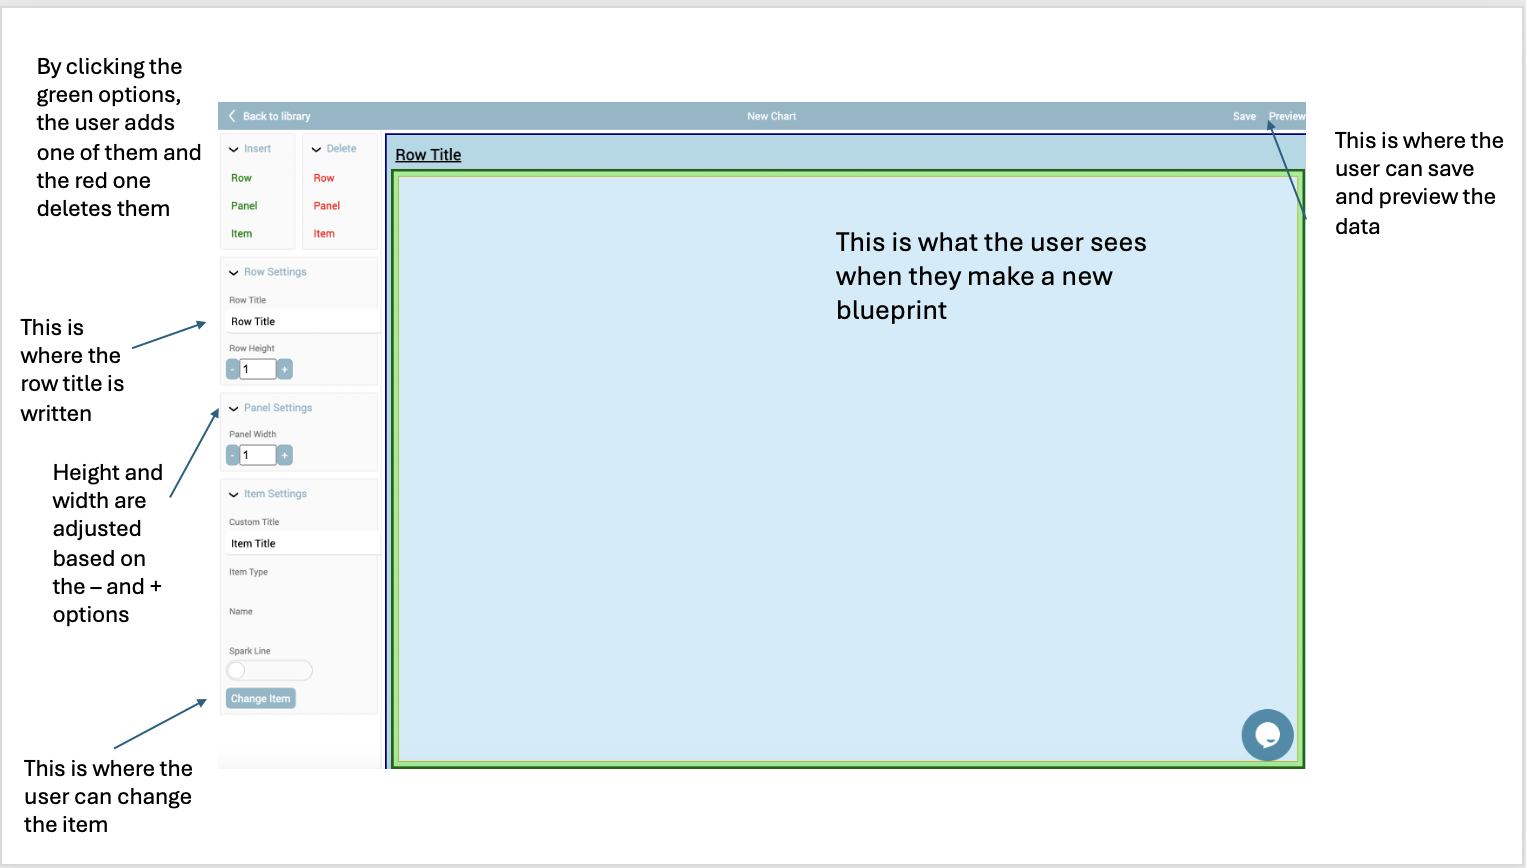 By clicking the
green options,
the user adds
one of them and
the red one
deletes them
Back to library
New Chart
Save Preview
Insert
Row
Panel
Item
Delete
Row
Panel
Item
Row Title
This is where the
user can save
and preview the
data
This is what the user sees
when they make a new
blueprint
Row Settings
Row Title
Row Title
Row Height
- 1 +
This is
where the
row title is
written
Panel Settings
Panel Width
- 1 +
Height and
width are
adjusted
based on
the – and +
options
Item Settings
Custom Title
Item Title
Item Type
Name
Spark Line
Change Item
This is where the
user can change
the item